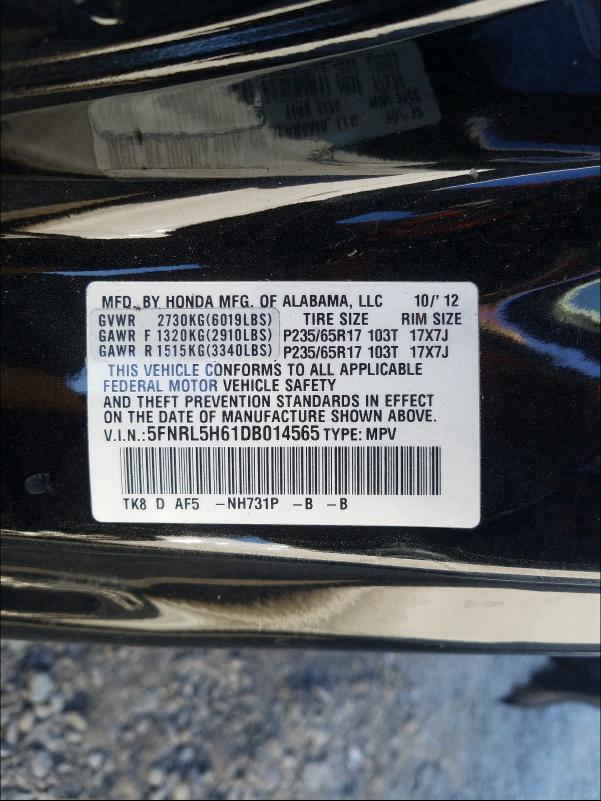 MFD. BY HONDA MFG. OF ALABAMA, LLC 10/'12
GVWR 2730KG(6019LBS) TIRE SIZE RIM SIZE
GAWR F 1320KG(2910LBS) P235/65R17 103T 17X7J
GAWR R 1515KG(3340LBS) P235/65R17 103T 17X7J
THIS VEHICLE CONFORMS TO ALL APPLICABLE
FEDERAL MOTOR VEHICLE SAFETY
AND THEFT PREVENTION STANDARDS IN EFFECT
ON THE DATE OF MANUFACTURE SHOWN ABOVE.
V.I.N.:5FNRL5H61DB014565 TYPE: MPV
TK8 D AF5 -NH731P -B -B